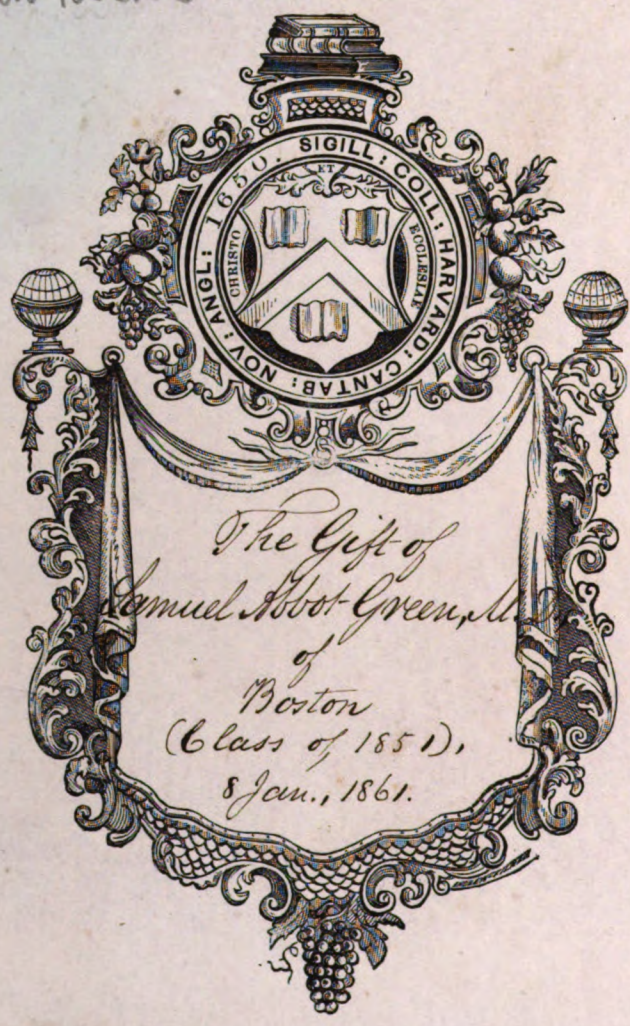 SIGILL: COLL: HARVARD: CANTAB: NOV: ANGL: 1650.
ET
CHRISTO
ECCLESIAE
The Gift of
Samuel Abbot Green, M.D.
of
Boston
(Class of 1851),
8 Jan., 1861.